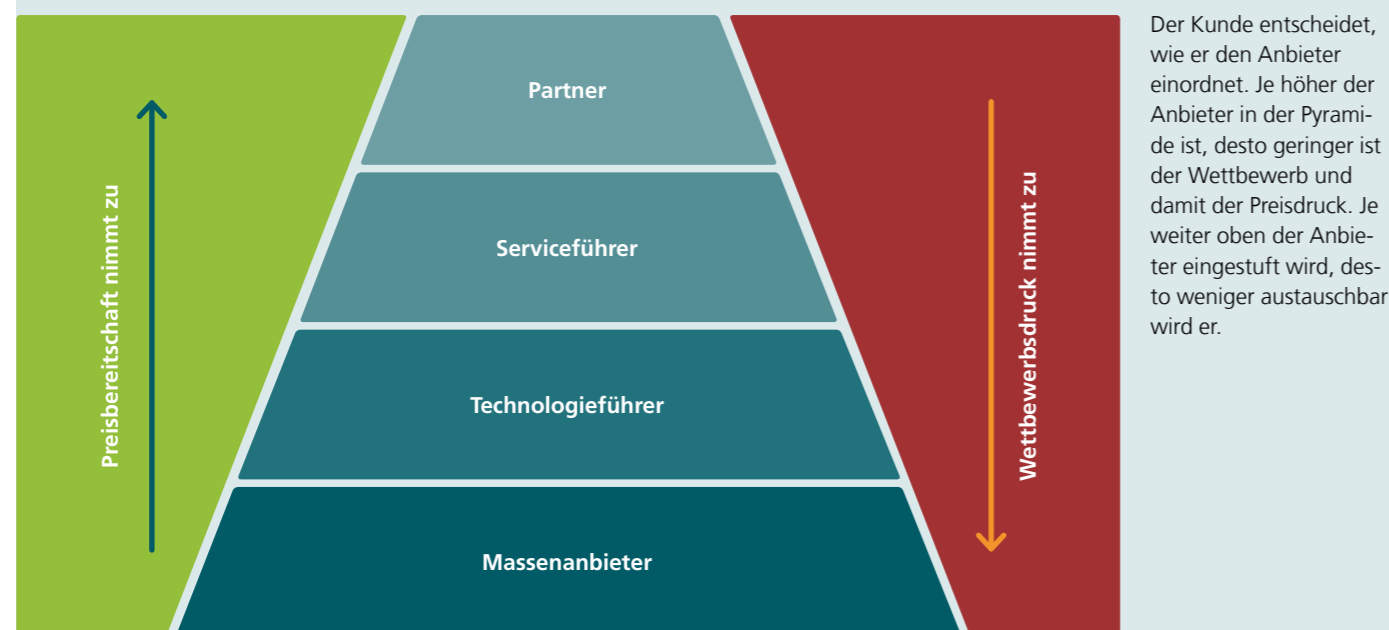 Partner
Serviceführer
Technologieführer
Massenanbieter
Preisbereitschaft nimmt zu
Wettbewerbsdruck nimmt zu
Der Kunde entscheidet,
wie er den Anbieter
einordnet. Je höher der
Anbieter in der Pyrami-
de ist, desto geringer ist
der Wettbewerb und
damit der Preisdruck. Je
weiter oben der Anbie-
ter eingestuft wird, des-
to weniger austauschbar
wird er.